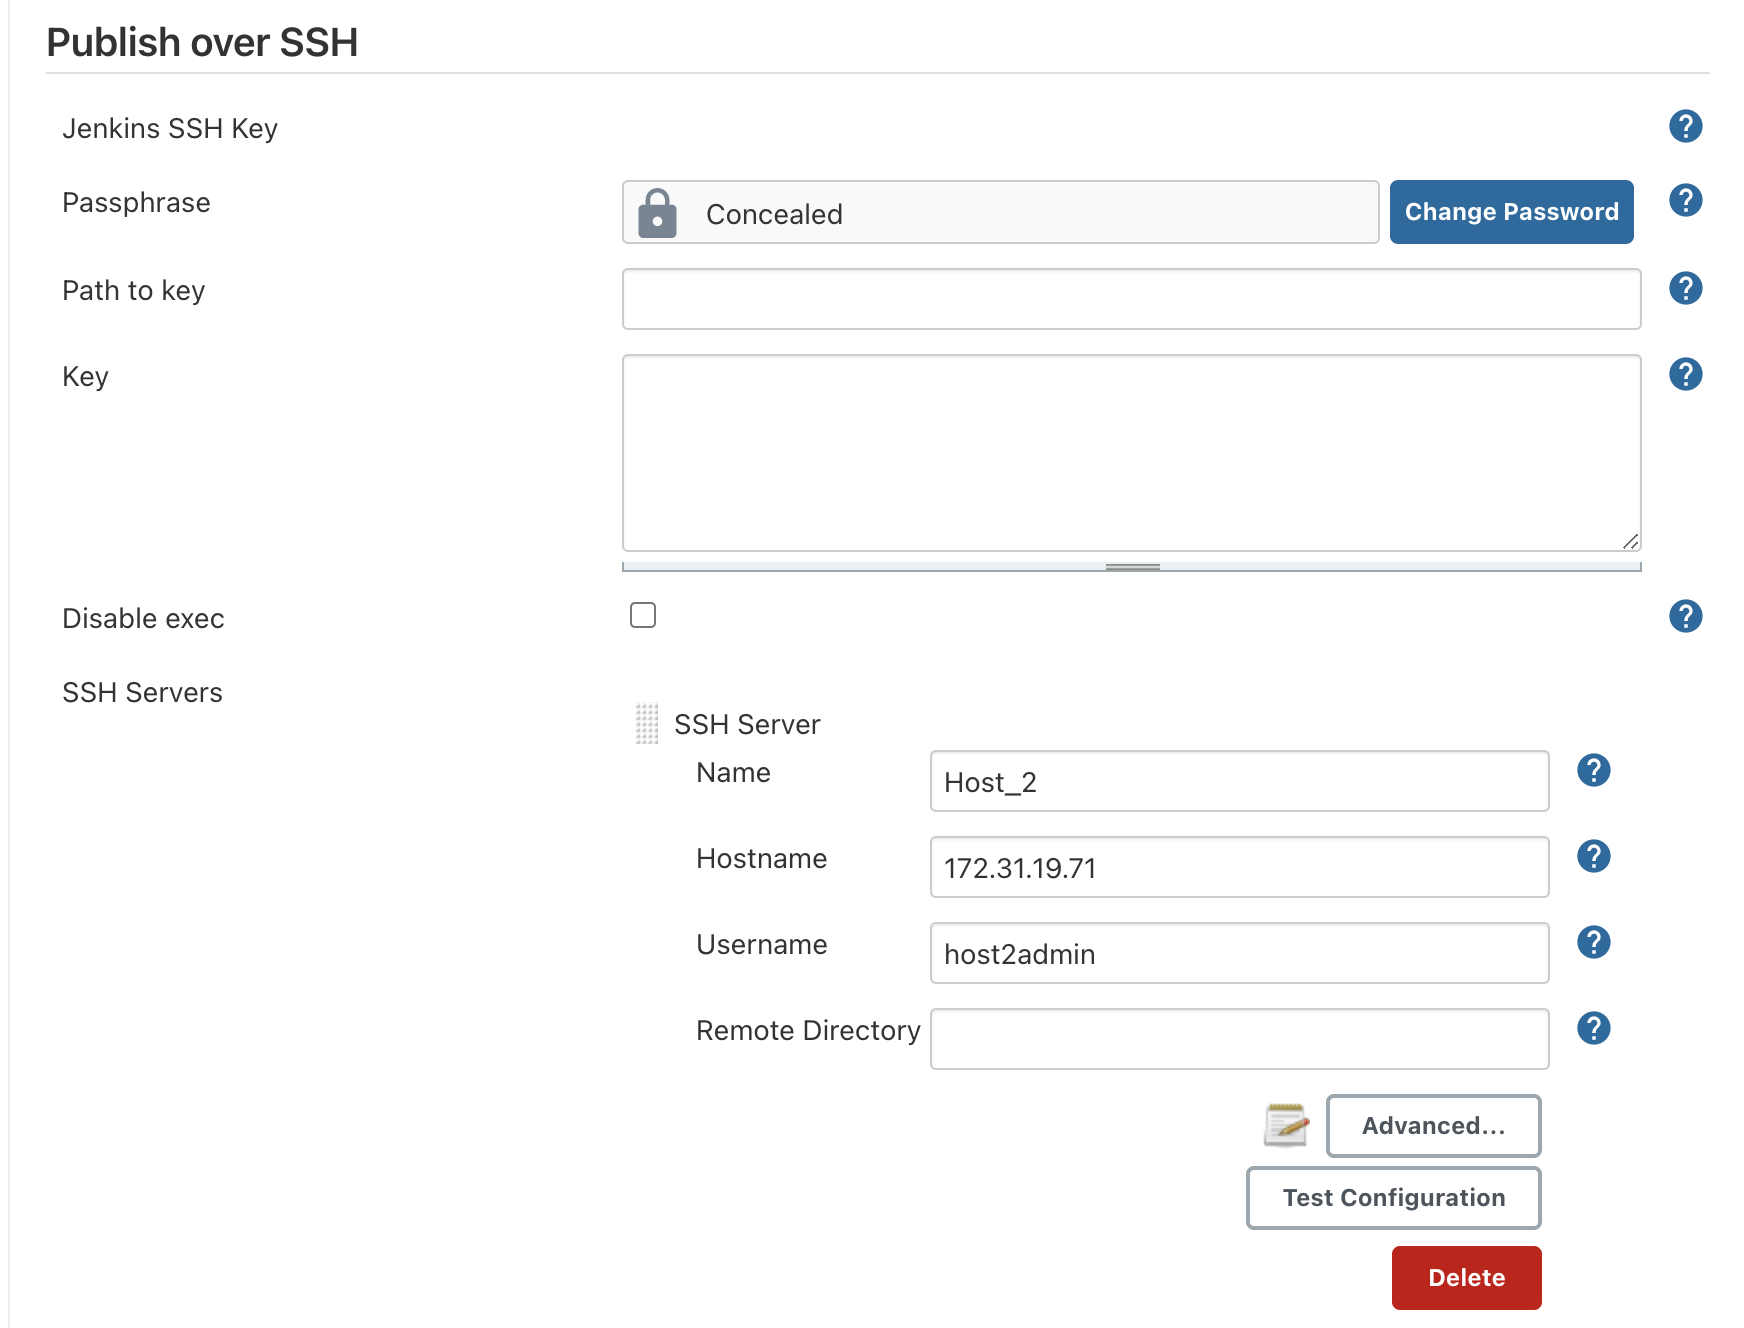 Publish over SSH
Jenkins SSH Key
?
Passphrase
Concealed
Change Password
?
Path to key
?
Key
?
Disable exec
?
SSH Servers
SSH Server
Name
Host_2
?
Hostname
172.31.19.71
?
Username
host2admin
?
Remote Directory
?
Advanced...
Test Configuration
Delete